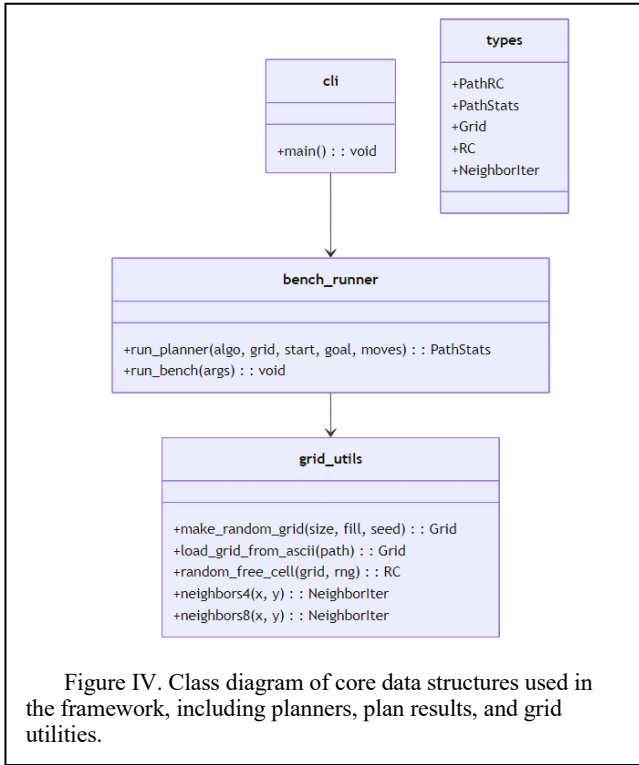 cli
+main() : : void
types
+PathRC
+PathStats
+Grid
+RC
+NeighborIter
bench_runner
+run_planner(algo, grid, start, goal, moves) : : PathStats
+run_bench(args) : : void
grid_utils
+make_random_grid(size, fill, seed) : : Grid
+load_grid_from_ascii(path) : : Grid
+random_free_cell(grid, rng) : : RC
+neighbors4(x, y) : : NeighborIter
+neighbors8(x, y) : : NeighborIter
Figure IV. Class diagram of core data structures used in
the framework, including planners, plan results, and grid
utilities.